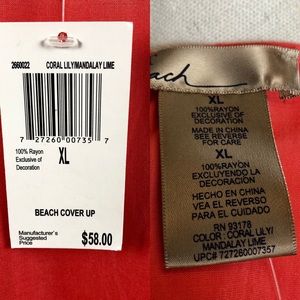 2660022 CORAL LILY/MANDALAY LIME
7 27260 00735 7
100% Rayon
Exclusive of
Decoration
XL
BEACH COVER UP
Manufacturer's
Suggested
Price
$58.00
each
XL
100% RAYON
EXCLUSIVE OF
DECORATION
MADE IN CHINA
SEE REVERSE
FOR CARE
XL
100% RAYON
EXCLUYENDO LA
DECORACIÓN
HECHO EN CHINA
VEA EL REVERSO
PARA EL CUIDADO
RN 93178
COLOR: CORAL LILY/
MANDALAY LIME
UPC# 727260007357